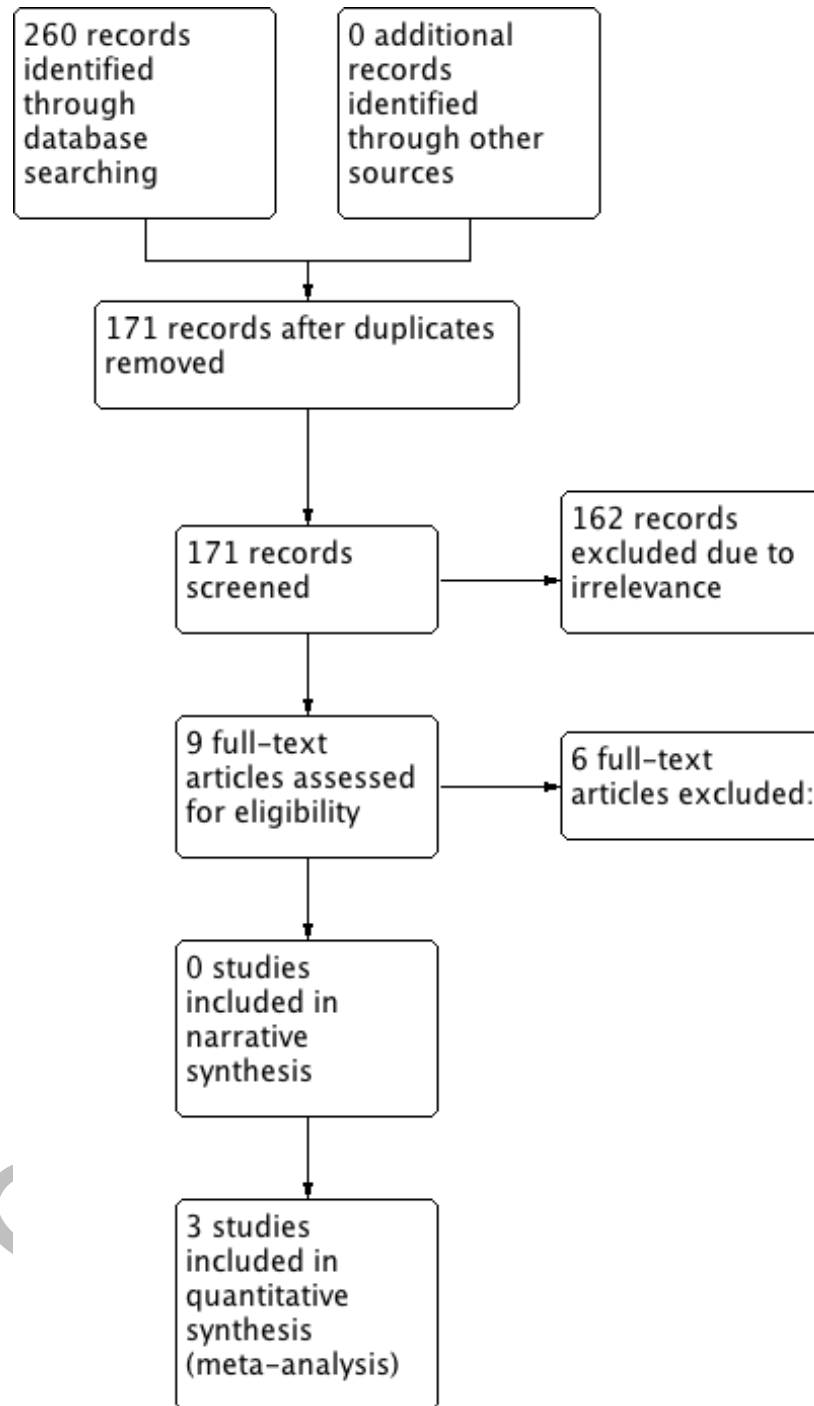 260 records
identified
through
database
searching
0 additional
records
identified
through other
sources
171 records after duplicates
removed
171 records
screened
162 records
excluded due to
irrelevance
9 full-text
articles assessed
for eligibility
6 full-text
articles excluded:
0 studies
included in
narrative
synthesis
3 studies
included in
quantitative
synthesis
(meta-analysis)